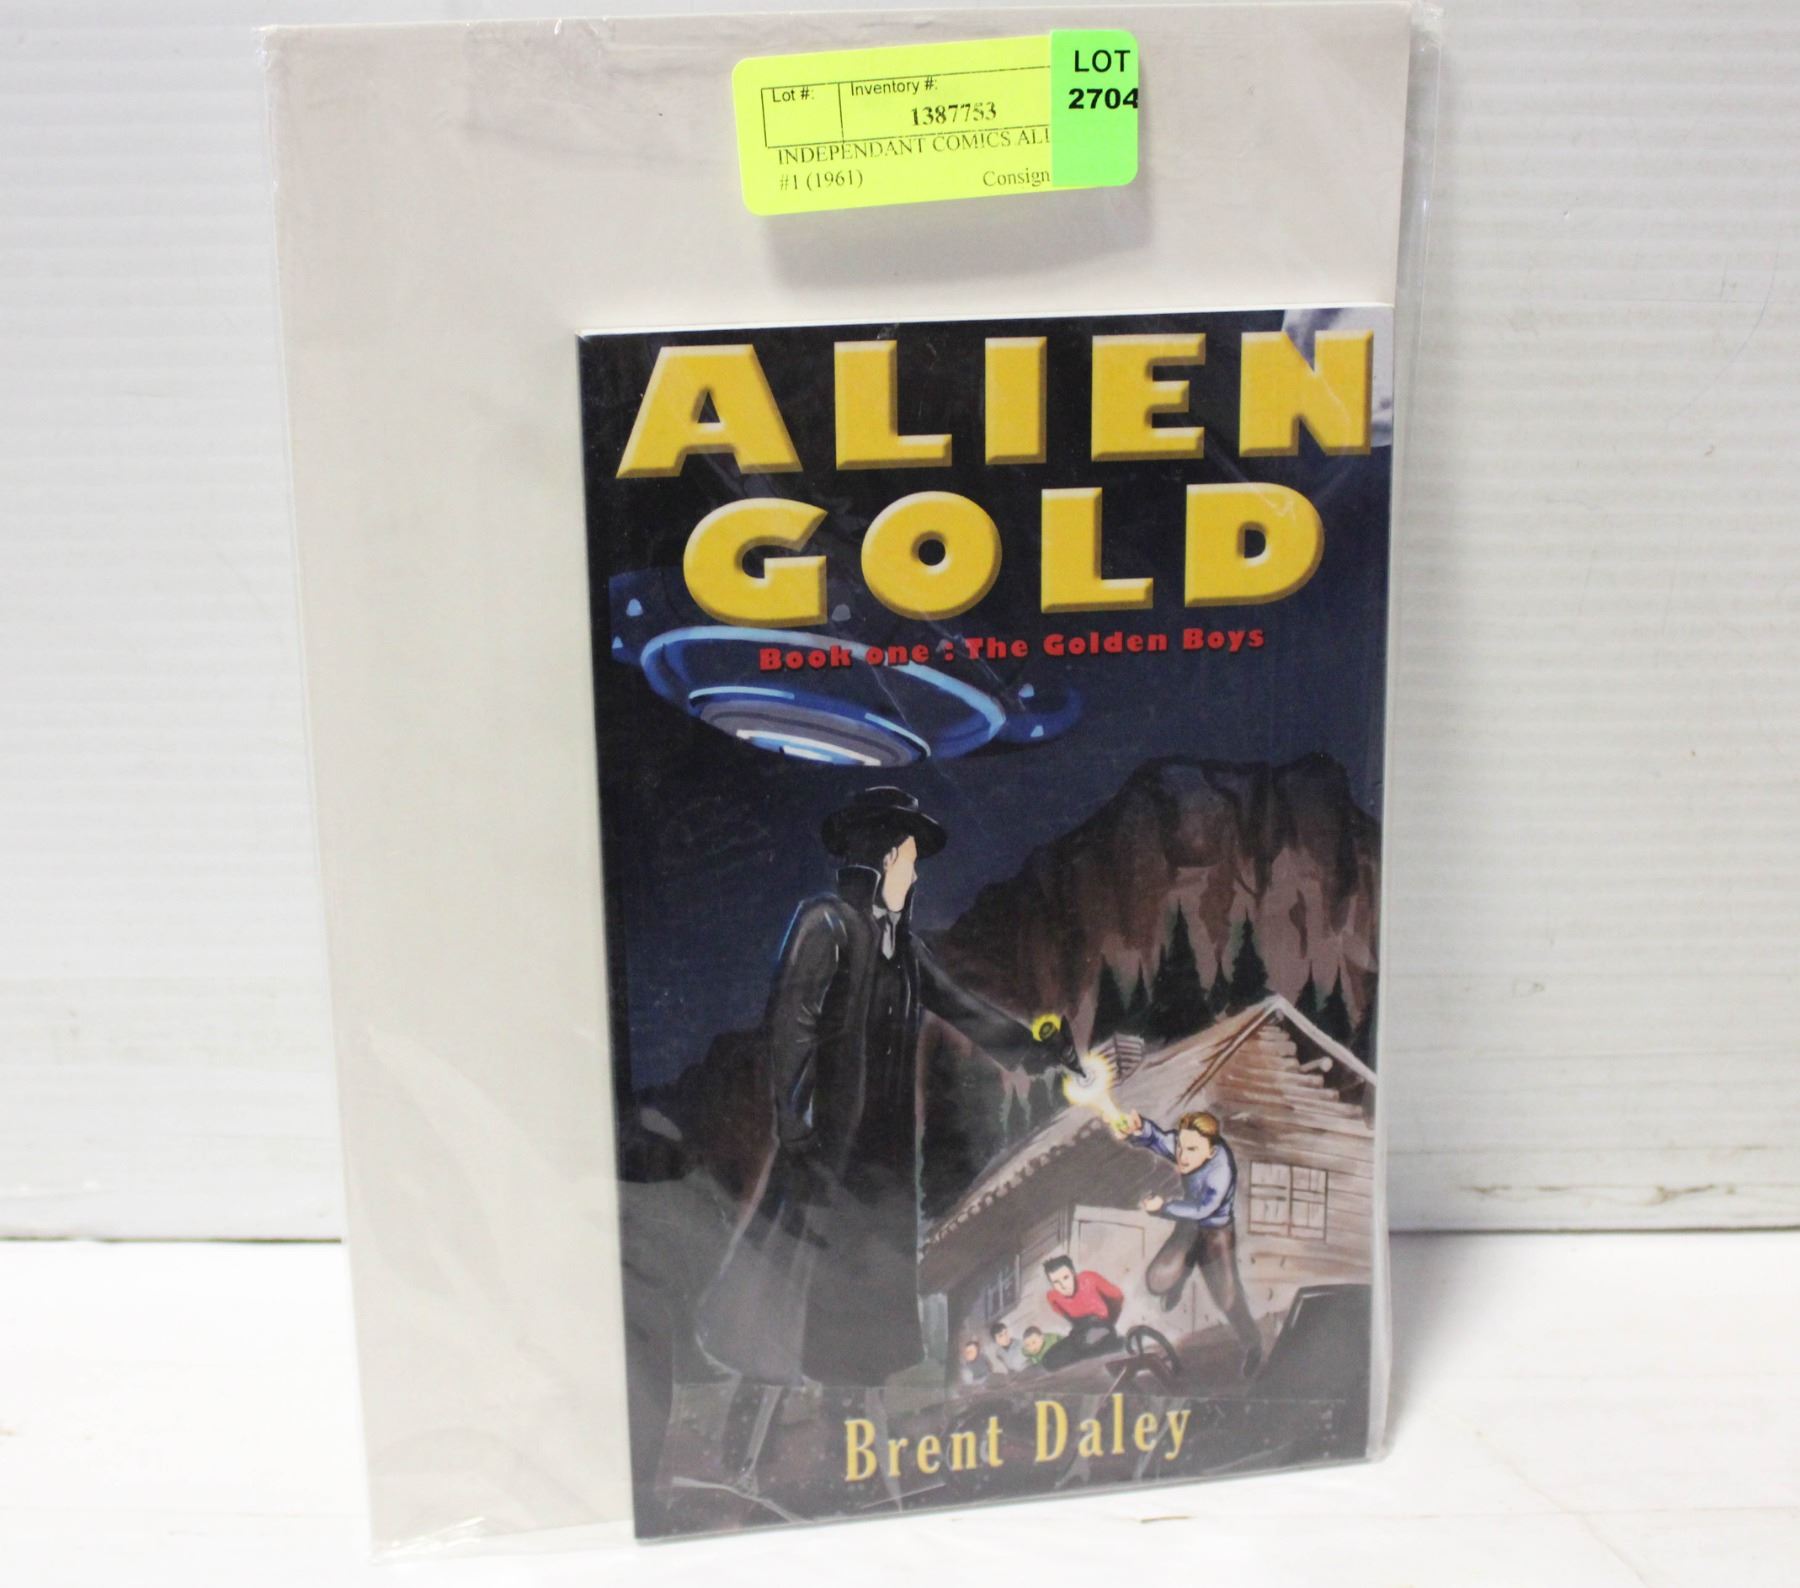 Lot #:
Inventory #:
1387753
LOT
2704
INDEPENDANT COMICS
#1 (1961)
Consign
ALIEN
GOLD
Book one : The Golden Boys
Brent Daley